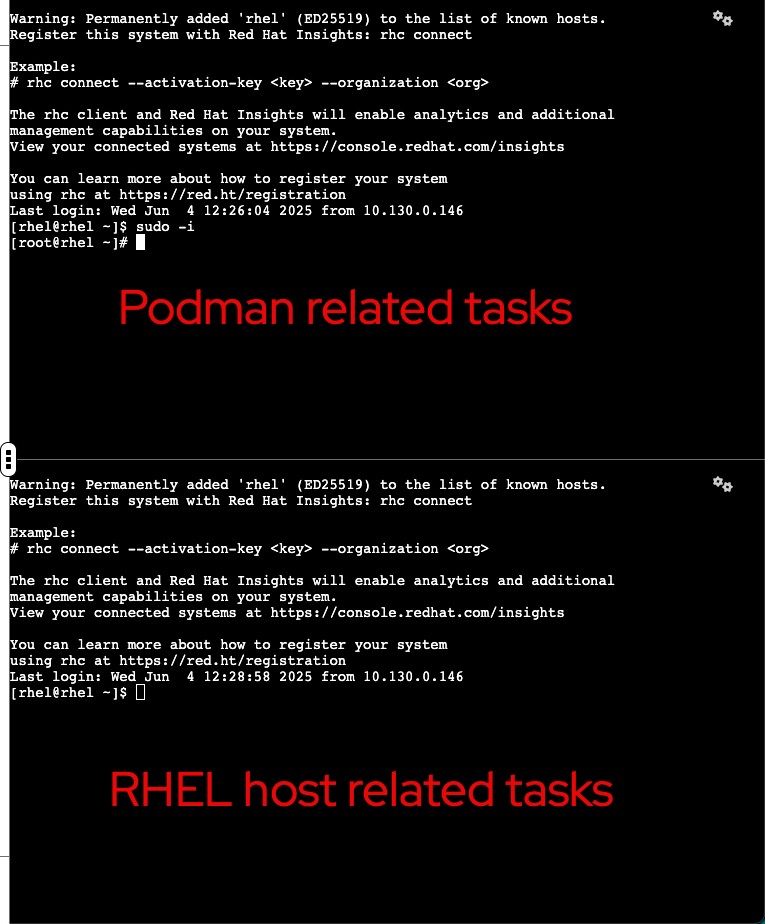 Warning: Permanently added 'rhel' (ED25519) to the list of known hosts.
Register this system with Red Hat Insights: rhc connect
Example:
# rhc connect --activation-key <key> --organization <org>
The rhc client and Red Hat Insights will enable analytics and additional
management capabilities on your system.
View your connected systems at https://console.redhat.com/insights
You can learn more about how to register your system
using rhc at https://red.ht/registration
Last login: Wed Jun  4 12:26:04 2025 from 10.130.0.146
[rhel@rhel ~]$ sudo -i
[root@rhel ~]#
Podman related tasks
Warning: Permanently added 'rhel' (ED25519) to the list of known hosts.
Register this system with Red Hat Insights: rhc connect
Example:
# rhc connect --activation-key <key> --organization <org>
The rhc client and Red Hat Insights will enable analytics and additional
management capabilities on your system.
View your connected systems at https://console.redhat.com/insights
You can learn more about how to register your system
using rhc at https://red.ht/registration
Last login: Wed Jun  4 12:28:58 2025 from 10.130.0.146
[rhel@rhel ~]$
RHEL host related tasks